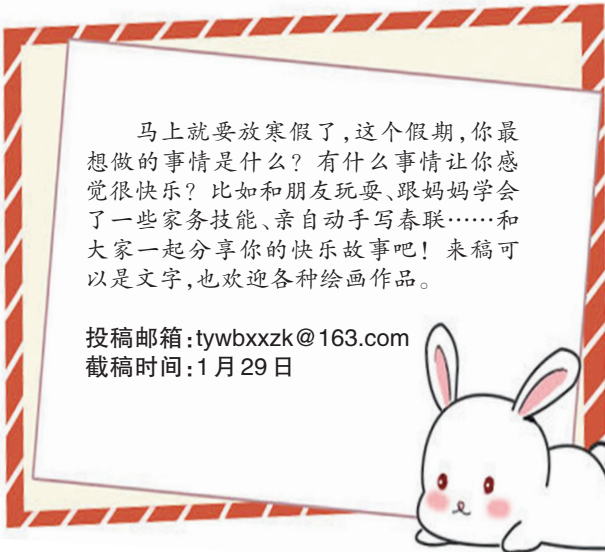 马上就要放寒假了,这个假期,你最
想做的事情是什么?有什么事情让你感
觉很快乐?比如和朋友玩耍、跟妈妈学会
了一些家务技能、亲自动手写春联……和
大家一起分享你的快乐故事吧!来稿可
以是文字,也欢迎各种绘画作品。
投稿邮箱:tywbxxzk@163.com
截稿时间:1月29日